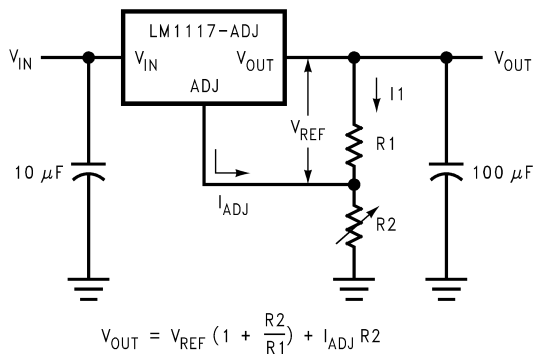 LM1117-ADJ
V_IN
V_IN
V_OUT
V_OUT
ADJ
I1
V_REF
R1
10 µF
100 µF
I_ADJ
R2
V_OUT = V_REF (1 + R2/R1) + I_ADJ R2